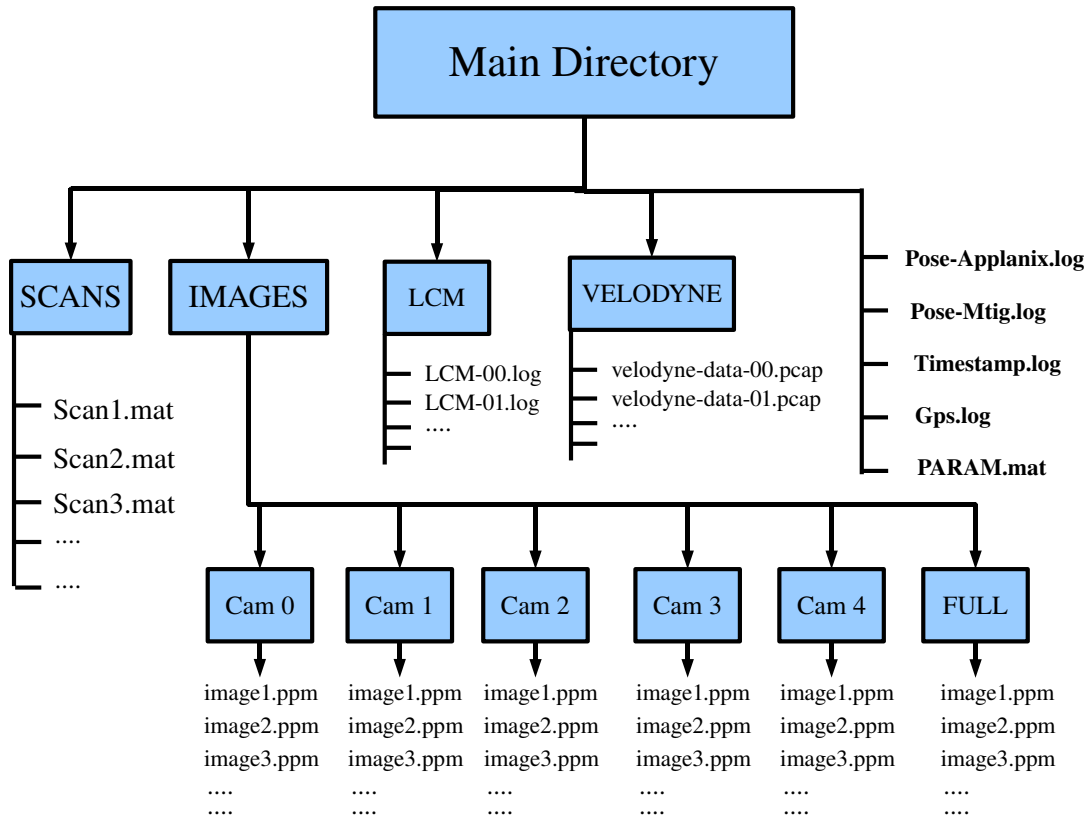 Main Directory
SCANS
IMAGES
LCM
VELODYNE
Scan1.mat
Scan2.mat
Scan3.mat
....
....
LCM-00.log
LCM-01.log
....
velodyne-data-00.pcap
velodyne-data-01.pcap
....
Pose-Applanix.log
Pose-Mtig.log
Timestamp.log
Gps.log
PARAM.mat
Cam 0
Cam 1
Cam 2
Cam 3
Cam 4
FULL
image1.ppm
image2.ppm
image3.ppm
....
....
image1.ppm
image2.ppm
image3.ppm
....
....
image1.ppm
image2.ppm
image3.ppm
....
....
image1.ppm
image2.ppm
image3.ppm
....
....
image1.ppm
image2.ppm
image3.ppm
....
....
image1.ppm
image2.ppm
image3.ppm
....
....